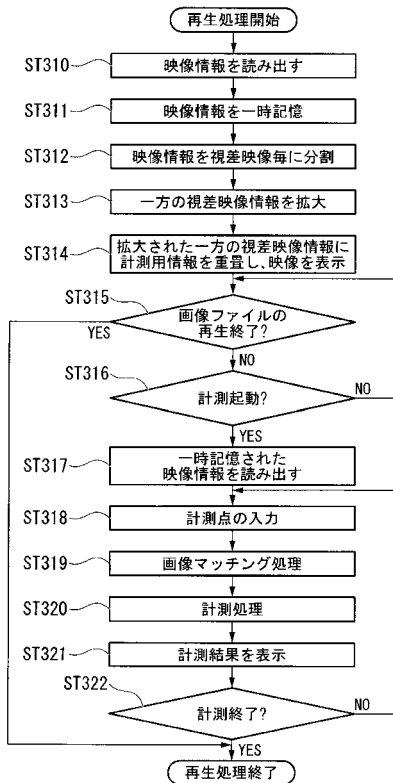 再生処理開始
ST310
映像情報を読み出す
ST311
映像情報を一時記憶
ST312
映像情報を視差映像毎に分割
ST313
一方の視差映像情報を拡大
ST314
拡大された一方の視差映像情報に
計測用情報を重畳し、映像を表示
ST315
画像ファイルの
再生終了?
YES
NO
ST316
計測起動?
NO
YES
ST317
一時記憶された
映像情報を読み出す
ST318
計測点の入力
ST319
画像マッチング処理
ST320
計測処理
ST321
計測結果を表示
ST322
計測終了?
NO
YES
再生処理終了